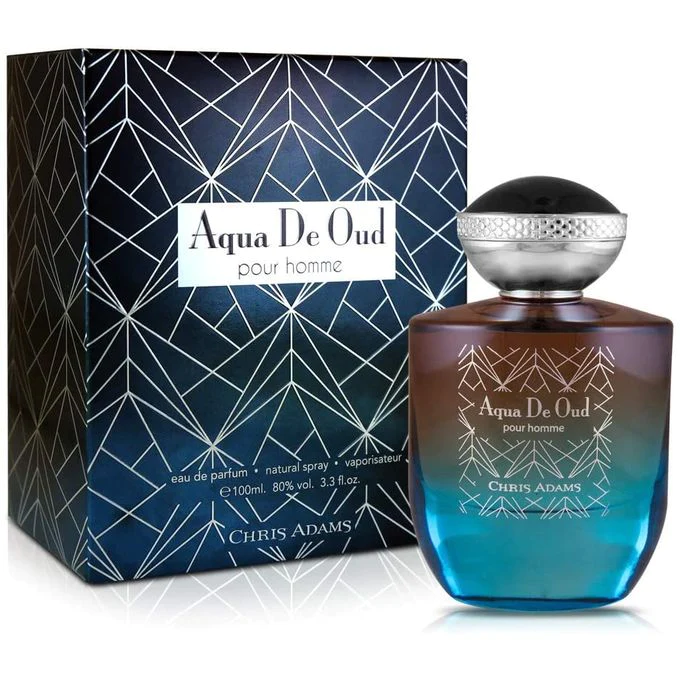 Aqua De Oud
pour homme
eau de parfum • natural spray • vaporisateur
℮100ml. 80% vol. 3.3 fl.oz.
CHRIS ADAMS
Aqua De Oud
pour homme
CHRIS ADAMS